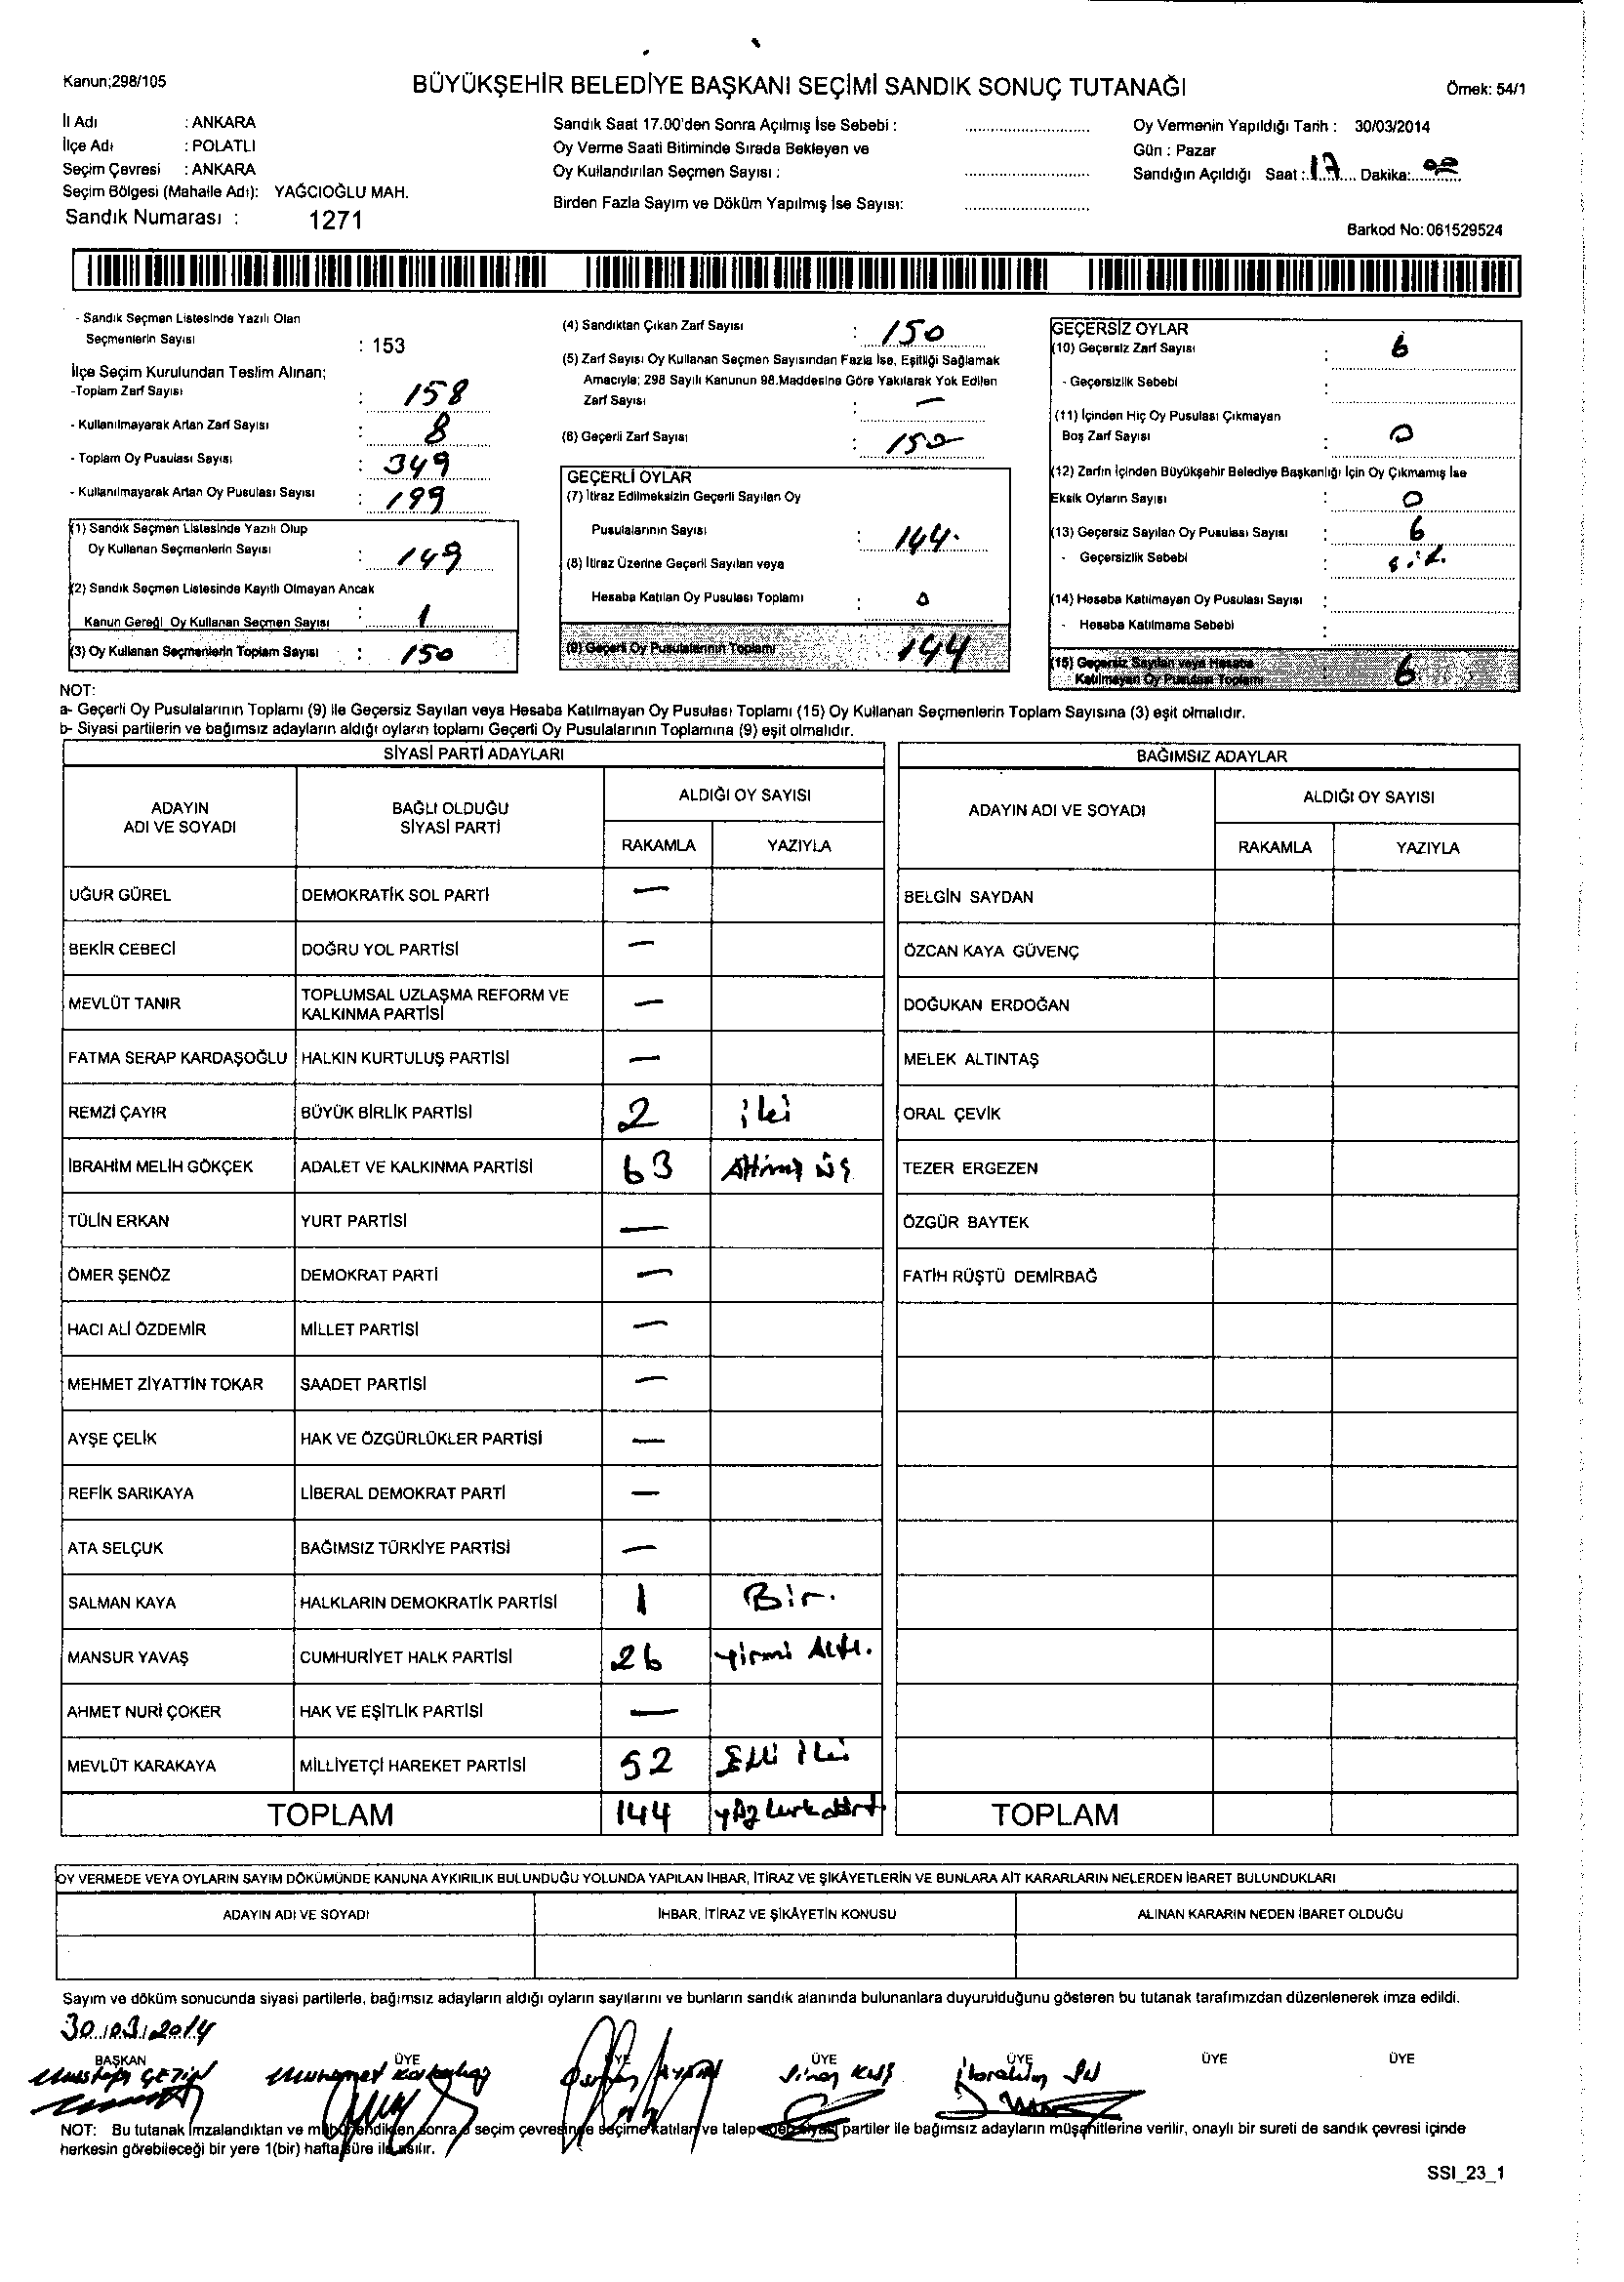 Kanun;298/105
BÜYÜKŞEHİR BELEDİYE BAŞKANI SEÇİMİ SANDIK SONUÇ TUTANAĞI
Örnek: 54/1
İl Adı : ANKARA
İlçe Adı : POLATLI
Seçim Çevresi : ANKARA
Seçim Bölgesi (Mahalle Adı): YAĞCIOĞLU MAH.
Sandık Numarası : 1271
Sandık Saat 17.00'den Sonra Açılmış İse Sebebi :
Oy Verme Saati Bitiminde Sırada Bekleyen ve
Oy Kullandırılan Seçmen Sayısı :
Birden Fazla Sayım ve Döküm Yapılmış İse Sayısı:
Oy Vermenin Yapıldığı Tarih : 30/03/2014
Gün : Pazar
Sandığın Açıldığı Saat : 17 Dakika: 00
Barkod No: 061529524
- Sandık Seçmen Listesinde Yazılı Olan
Seçmenlerin Sayısı : 153
İlçe Seçim Kurulundan Teslim Alınan;
-Toplam Zarf Sayısı : 158
- Kullanılmayarak Artan Zarf Sayısı : 8
- Toplam Oy Pusulası Sayısı : 349
- Kullanılmayarak Artan Oy Pusulası Sayısı : 199
(1) Sandık Seçmen Listesinde Yazılı Olup
Oy Kullanan Seçmenlerin Sayısı : 149
(2) Sandık Seçmen Listesinde Kayıtlı Olmayan Ancak
Kanun Gereği Oy Kullanan Seçmen Sayısı : 1
(3) Oy Kullanan Seçmenlerin Toplam Sayısı : 150
(4) Sandıktan Çıkan Zarf Sayısı : 150
(5) Zarf Sayısı Oy Kullanan Seçmen Sayısından Fazla İse, Eşitliği Sağlamak
Amacıyla; 298 Sayılı Kanunun 98.Maddesine Göre Yakılarak Yok Edilen
Zarf Sayısı : —
(6) Geçerli Zarf Sayısı : 150
GEÇERLİ OYLAR
(7) İtiraz Edilmeksizin Geçerli Sayılan Oy
Pusulalarının Sayısı : 144.
(8) İtiraz Üzerine Geçerli Sayılan veya
Hesaba Katılan Oy Pusulası Toplamı : 0
(9) Geçerli Oy Pusulalarının Toplamı : 144
GEÇERSİZ OYLAR
(10) Geçersiz Zarf Sayısı : 6
- Geçersizlik Sebebi :
(11) İçinden Hiç Oy Pusulası Çıkmayan
Boş Zarf Sayısı : 0
(12) Zarfın İçinden Büyükşehir Belediye Başkanlığı İçin Oy Çıkmamış İse
Eksik Oyların Sayısı : 0
(13) Geçersiz Sayılan Oy Pusulası Sayısı : 6
- Geçersizlik Sebebi :
(14) Hesaba Katılmayan Oy Pusulası Sayısı :
- Hesaba Katılmama Sebebi :
(15) Geçersiz Sayılan veya Hesaba
Katılmayan Oy Pusulası Toplamı : 6
NOT:
a- Geçerli Oy Pusulalarının Toplamı (9) ile Geçersiz Sayılan veya Hesaba Katılmayan Oy Pusulası Toplamı (15) Oy Kullanan Seçmenlerin Toplam Sayısına (3) eşit olmalıdır.
b- Siyasi partilerin ve bağımsız adayların aldığı oyların toplamı Geçerli Oy Pusulalarının Toplamına (9) eşit olmalıdır.
SİYASİ PARTİ ADAYLARI
ADAYIN ADI VE SOYADI
BAĞLI OLDUĞU SİYASİ PARTİ
ALDIĞI OY SAYISI
RAKAMLA YAZIYLA
UĞUR GÜREL DEMOKRATİK SOL PARTİ —
BEKİR CEBECİ DOĞRU YOL PARTİSİ —
MEVLÜT TANIR TOPLUMSAL UZLAŞMA REFORM VE KALKINMA PARTİSİ —
FATMA SERAP KARDAŞOĞLU HALKIN KURTULUŞ PARTİSİ —
REMZİ ÇAYIR BÜYÜK BİRLİK PARTİSİ 2 iki
İBRAHİM MELİH GÖKÇEK ADALET VE KALKINMA PARTİSİ 63 Altmış üç
TÜLİN ERKAN YURT PARTİSİ —
ÖMER ŞENÖZ DEMOKRAT PARTİ —
HACI ALİ ÖZDEMİR MİLLET PARTİSİ —
MEHMET ZİYATTİN TOKAR SAADET PARTİSİ —
AYŞE ÇELİK HAK VE ÖZGÜRLÜKLER PARTİSİ —
REFİK SARIKAYA LİBERAL DEMOKRAT PARTİ —
ATA SELÇUK BAĞIMSIZ TÜRKİYE PARTİSİ —
SALMAN KAYA HALKLARIN DEMOKRATİK PARTİSİ 1 Bir.
MANSUR YAVAŞ CUMHURİYET HALK PARTİSİ 26 Yirmi Altı.
AHMET NURİ ÇOKER HAK VE EŞİTLİK PARTİSİ —
MEVLÜT KARAKAYA MİLLİYETÇİ HAREKET PARTİSİ 52 Elli iki
TOPLAM 144 yüz kırk dört
BAĞIMSIZ ADAYLAR
ADAYIN ADI VE SOYADI
ALDIĞI OY SAYISI
RAKAMLA YAZIYLA
BELGİN SAYDAN
ÖZCAN KAYA GÜVENÇ
DOĞUKAN ERDOĞAN
MELEK ALTINTAŞ
ORAL ÇEVİK
TEZER ERGEZEN
ÖZGÜR BAYTEK
FATİH RÜŞTÜ DEMİRBAĞ
TOPLAM
OY VERMEDE VEYA OYLARIN SAYIM DÖKÜMÜNDE KANUNA AYKIRILIK BULUNDUĞU YOLUNDA YAPILAN İHBAR, İTİRAZ VE ŞİKÂYETLERİN VE BUNLARA AİT KARARLARIN NELERDEN İBARET BULUNDUKLARI
ADAYIN ADI VE SOYADI İHBAR, İTİRAZ VE ŞİKÂYETİN KONUSU ALINAN KARARIN NEDEN İBARET OLDUĞU
Sayım ve döküm sonucunda siyasi partilerle, bağımsız adayların aldığı oyların sayılarını ve bunların sandık alanında bulunanlara duyurulduğunu gösteren bu tutanak tarafımızdan düzenlenerek imza edildi.
30.03.2014
BAŞKAN ÜYE ÜYE ÜYE ÜYE ÜYE ÜYE
Mustafa Sinan Kuş İbrahim
NOT: Bu tutanak İmzalandıktan ve mühürlendikten sonra seçim çevresinde seçime katılan ve talep eden siyasi partiler ile bağımsız adayların müşahitlerine verilir, onaylı bir sureti de sandık çevresi içinde
herkesin görebileceği bir yere 1(bir) hafta süre ile asılır.
SSI_23_1